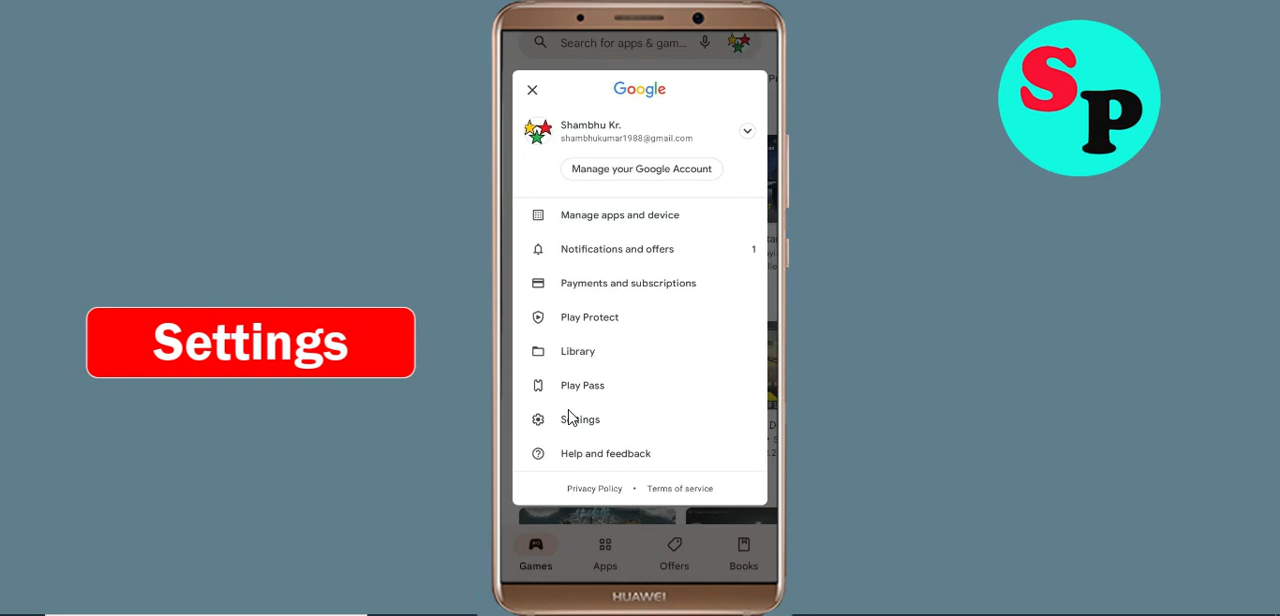 Search for apps & gam...
Google
Shambhu Kr.
shambhukumar1988@gmail.com
Manage your Google Account
Manage apps and device
Notifications and offers 1
Payments and subscriptions
Play Protect
Library
Play Pass
Settings
Help and feedback
Privacy Policy • Terms of service
Games Apps Offers Books
HUAWEI
Settings
SP